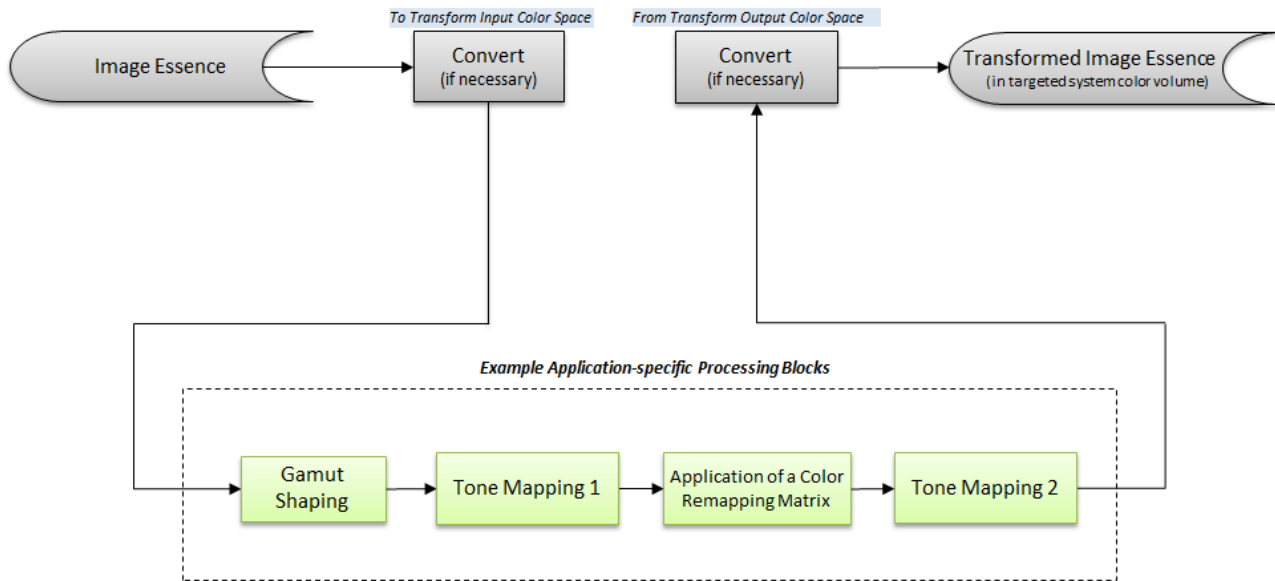 To Transform Input Color Space
From Transform Output Color Space
Image Essence
Convert
(if necessary)
Convert
(if necessary)
Transformed Image Essence
(in targeted system color volume)
Example Application-specific Processing Blocks
Gamut
Shaping
Tone Mapping 1
Application of a Color
Remapping Matrix
Tone Mapping 2